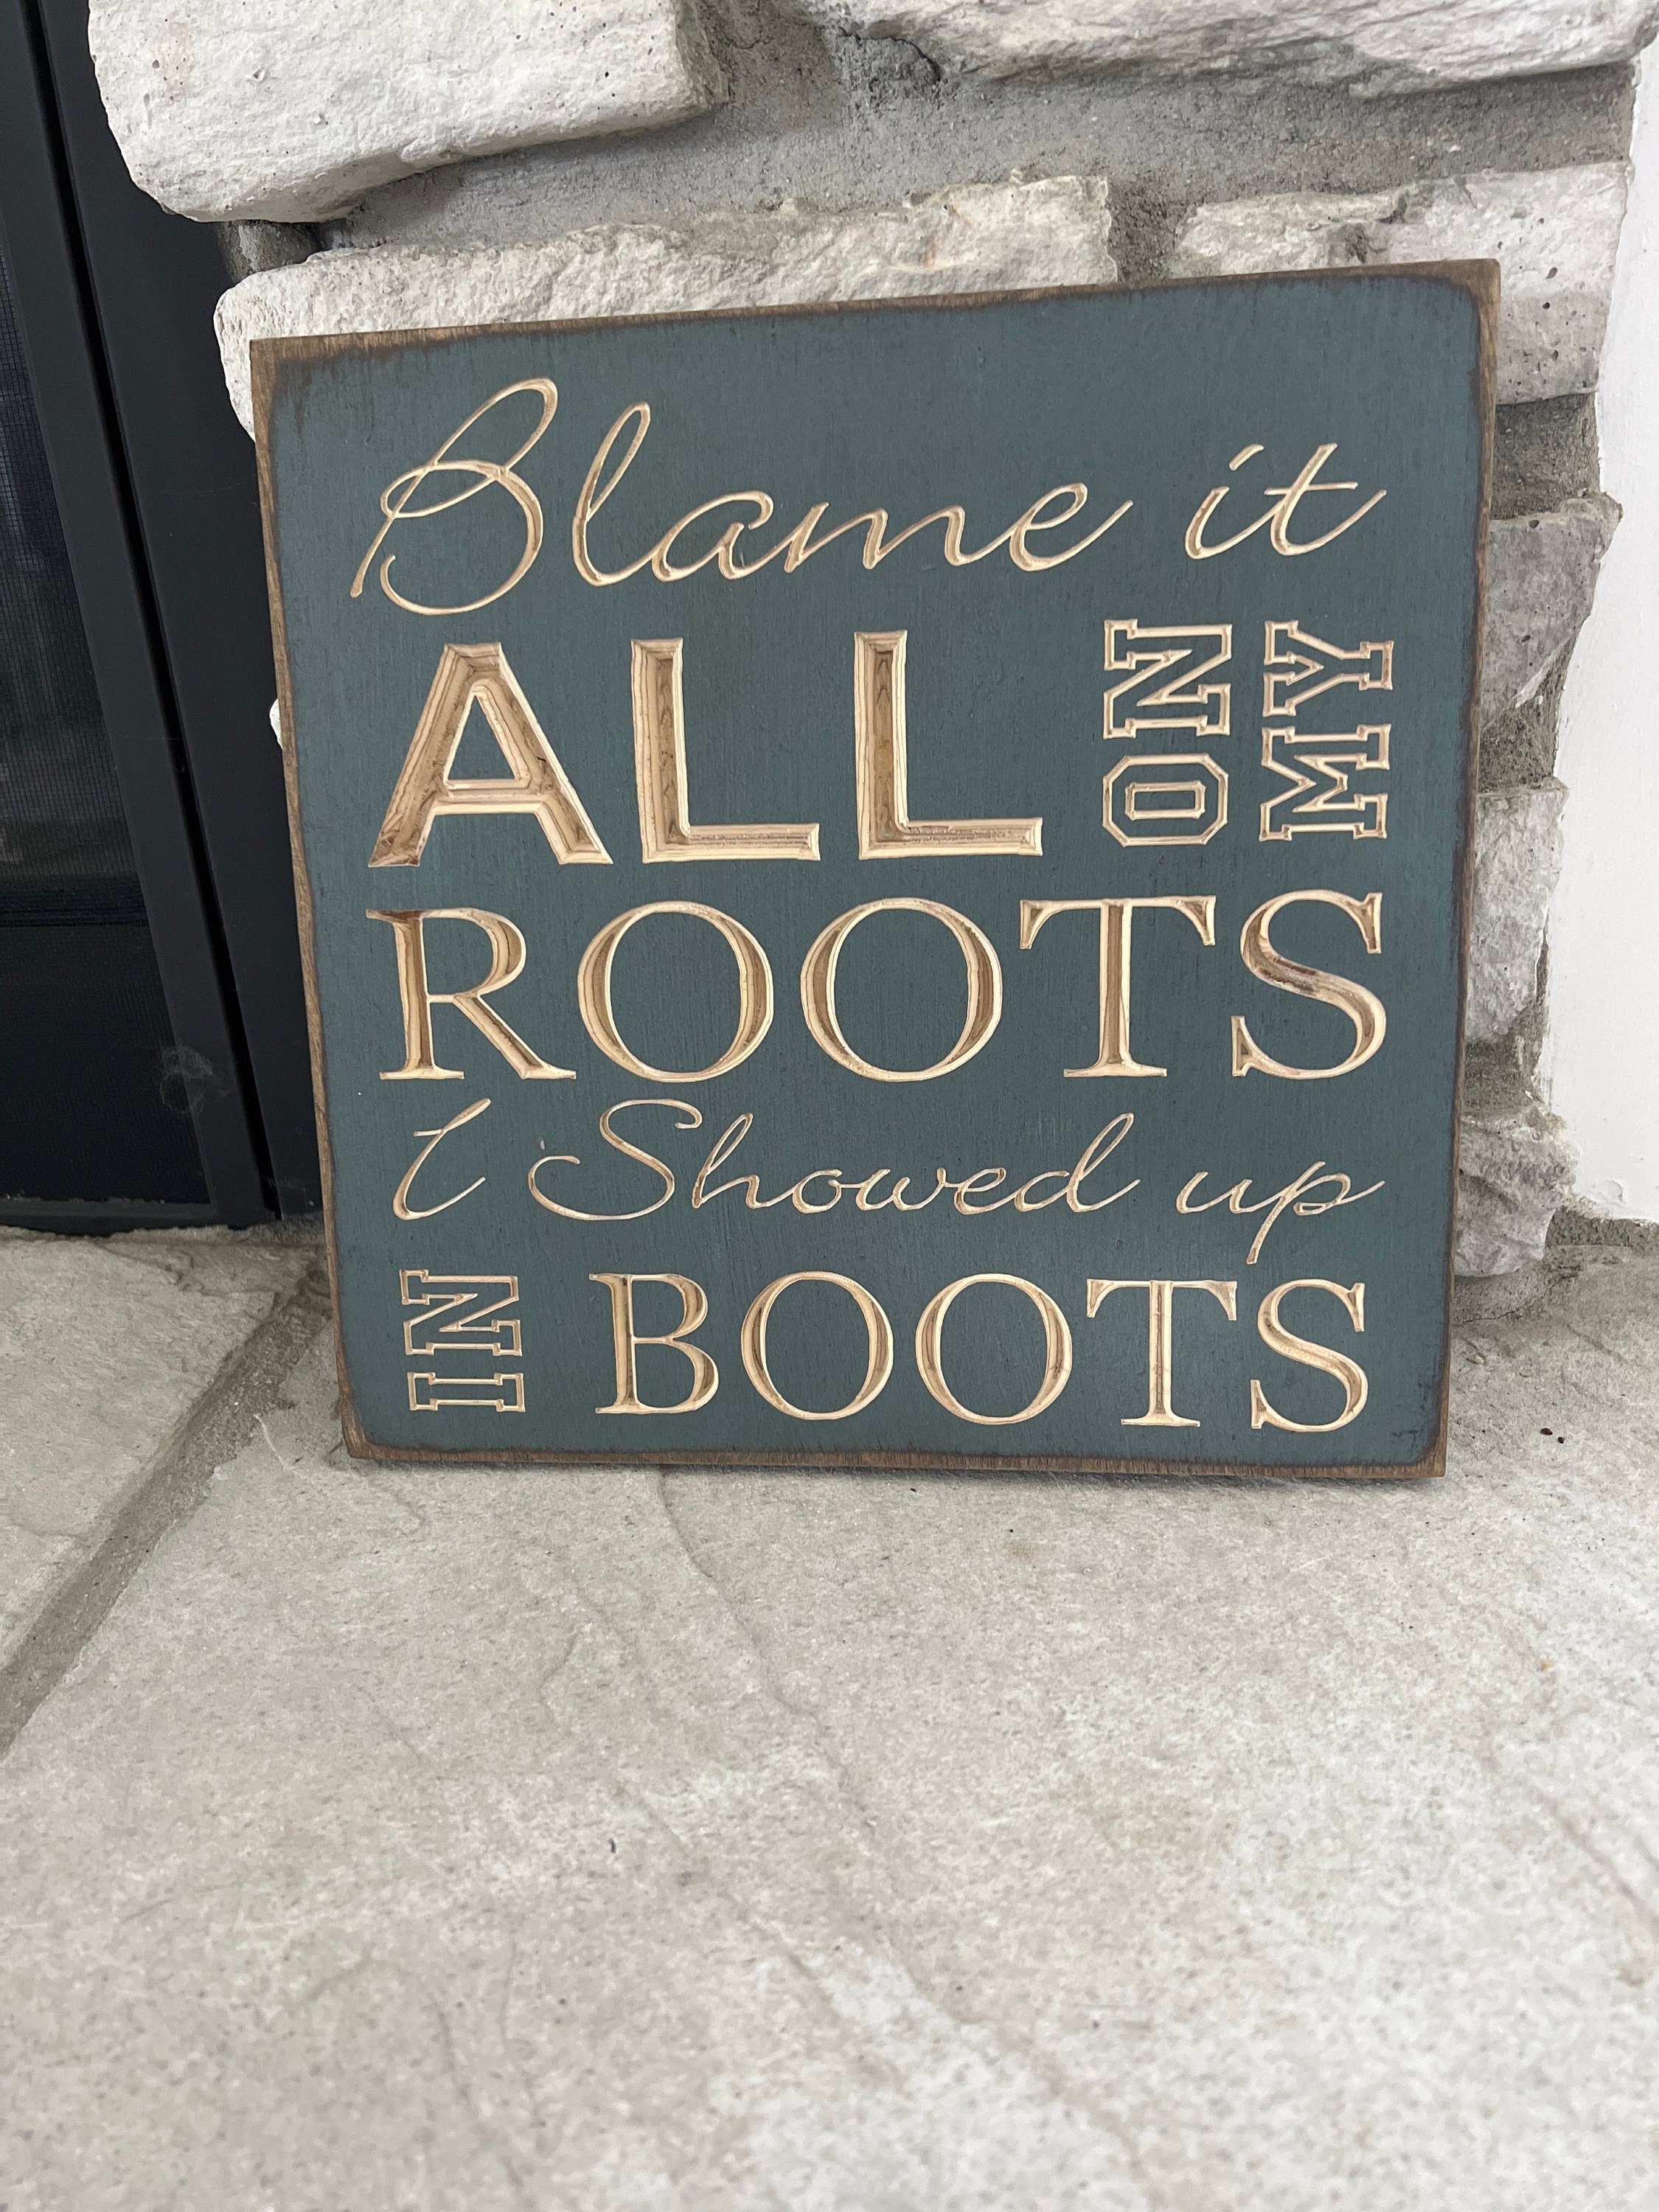 Blame it
ALL ON MY
ROOTS
I Showed up
IN BOOTS